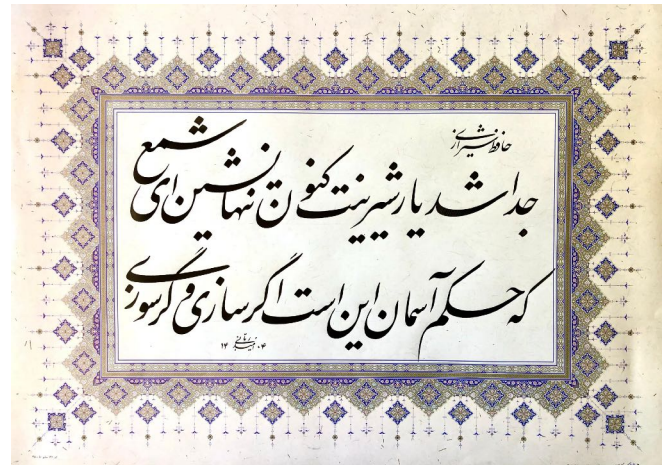 حافظ شیرازی
جدا شد یار شیرینت کنون تنها نشین ای شمع
که حکم آسمان این است اگر سازی و گر سوزی
۱۴۰۴